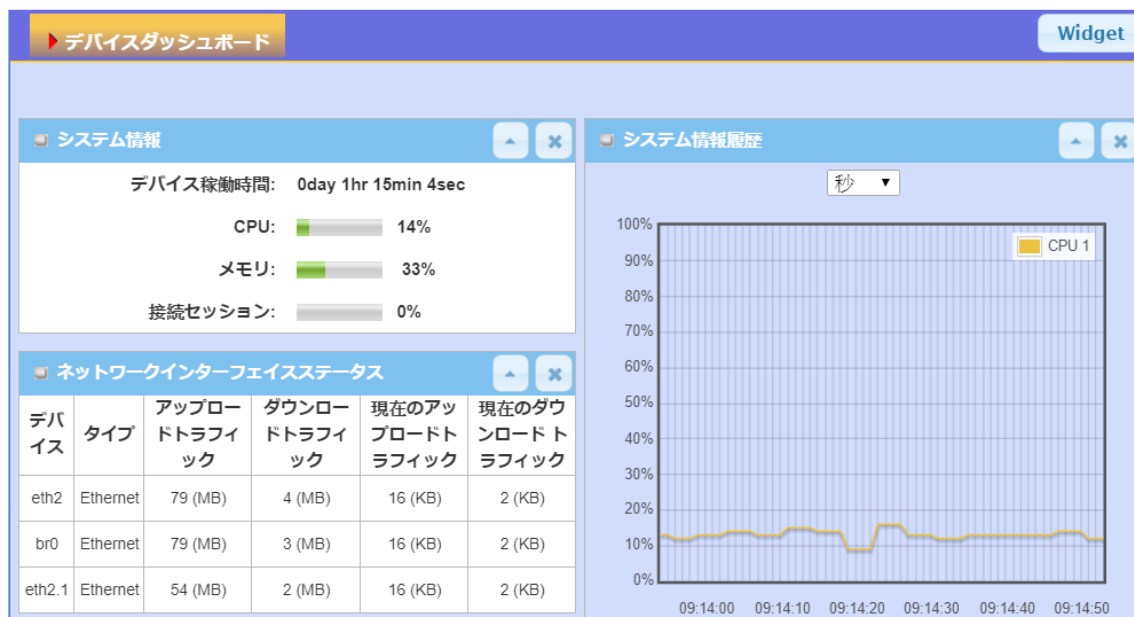 デバイスダッシュボード
Widget
システム情報
デバイス稼働時間: 0day 1hr 15min 4sec
CPU: 14%
メモリ: 33%
接続セッション: 0%
ネットワークインターフェイスステータス
デバ
イス
タイプ
アップロー
ドトラフィ
ック
ダウンロー
ドトラフィ
ック
現在のアッ
プロードト
ラフィック
現在のダウ
ンロード ト
ラフィック
eth2 Ethernet 79 (MB) 4 (MB) 16 (KB) 2 (KB)
br0 Ethernet 79 (MB) 3 (MB) 16 (KB) 2 (KB)
eth2.1 Ethernet 54 (MB) 2 (MB) 16 (KB) 2 (KB)
システム情報履歴
秒
CPU 1
100%
90%
80%
70%
60%
50%
40%
30%
20%
10%
0%
09:14:00 09:14:10 09:14:20 09:14:30 09:14:40 09:14:50